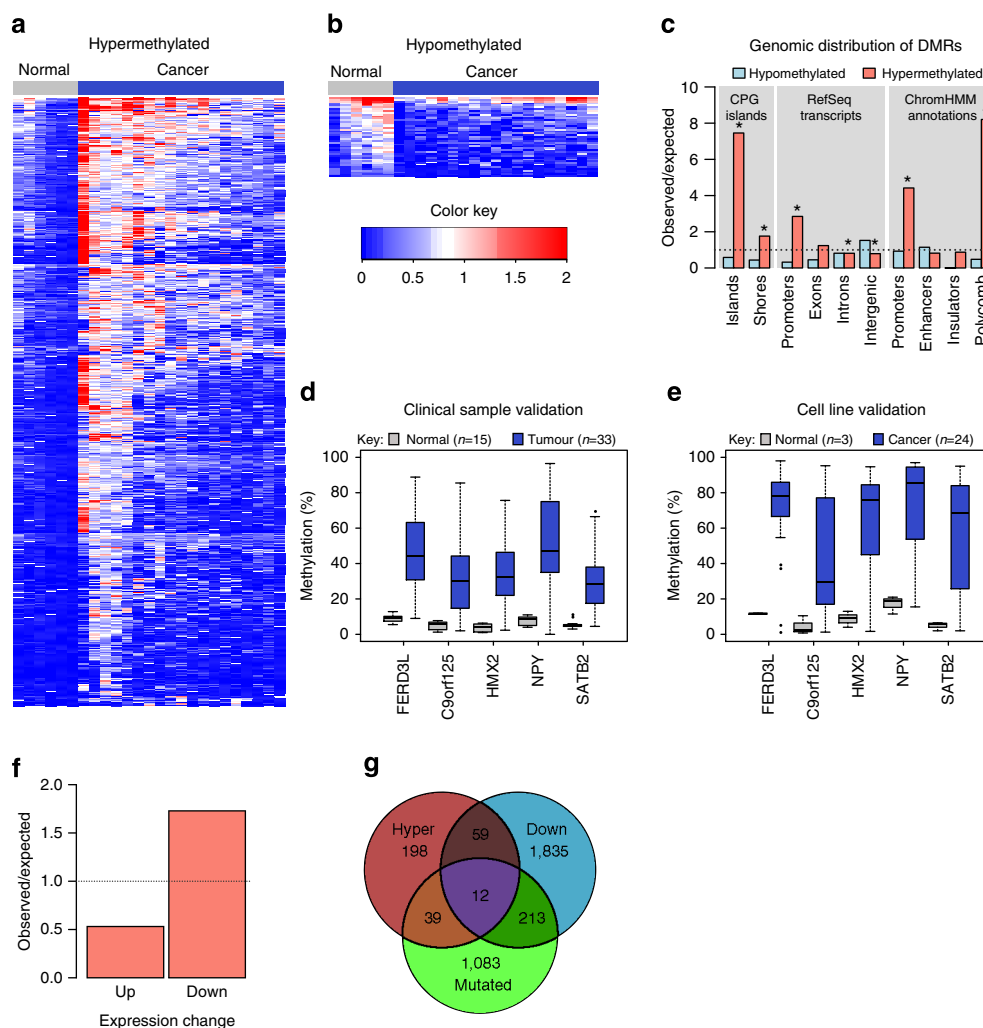 a
Hypermethylated
Normal
Cancer
b
Hypomethylated
Normal
Cancer
Color key
0
0.5
1
1.5
2
c
Genomic distribution of DMRs
Hypomethylated
Hypermethylated
CPG islands
RefSeq transcripts
ChromHMM annotations
Observed/expected
10
8
6
4
2
0
*
*
*
*
*
*
Islands
Shores
Promoters
Exons
Introns
Intergenic
Promoters
Enhancers
Insulators
Polycomb
d
Clinical sample validation
Key: Normal (n=15) Tumour (n=33)
Methylation (%)
100
80
60
40
20
0
FERD3L
C9orf125
HMX2
NPY
SATB2
e
Cell line validation
Key: Normal (n=3) Cancer (n=24)
Methylation (%)
100
80
60
40
20
0
FERD3L
C9orf125
HMX2
NPY
SATB2
f
Observed/expected
2.0
1.5
1.0
0.5
0.0
Up
Down
Expression change
g
Hyper
198
59
Down
1,835
12
39
213
1,083
Mutated